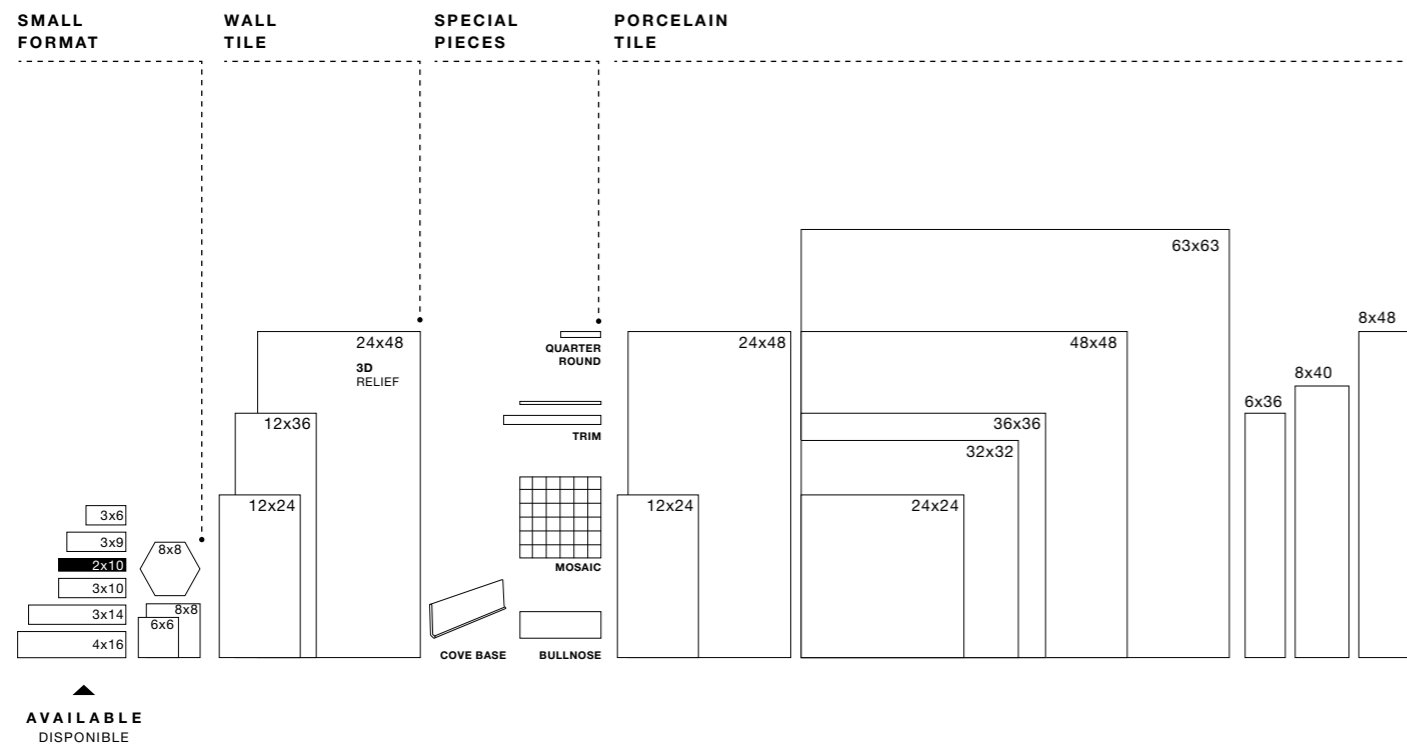 SMALL
FORMAT
WALL
TILE
SPECIAL
PIECES
PORCELAIN
TILE
3x6
3x9
2x10
3x10
3x14
4x16
8x8
8x8
6x6
24x48
3D
RELIEF
12x36
12x24
QUARTER
ROUND
TRIM
MOSAIC
COVE BASE
BULLNOSE
24x48
12x24
63x63
48x48
36x36
32x32
24x24
6x36
8x40
8x48
AVAILABLE
DISPONIBLE